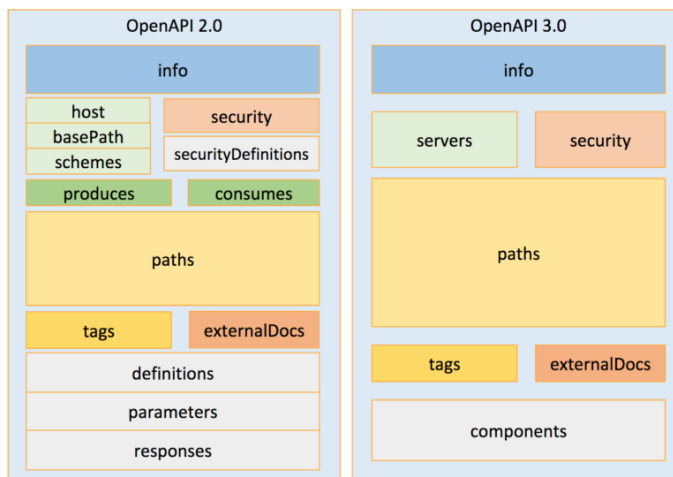 OpenAPI 2.0
info
host
basePath
schemes
security
securityDefinitions
produces
consumes
paths
tags
externalDocs
definitions
parameters
responses
OpenAPI 3.0
info
servers
security
paths
tags
externalDocs
components